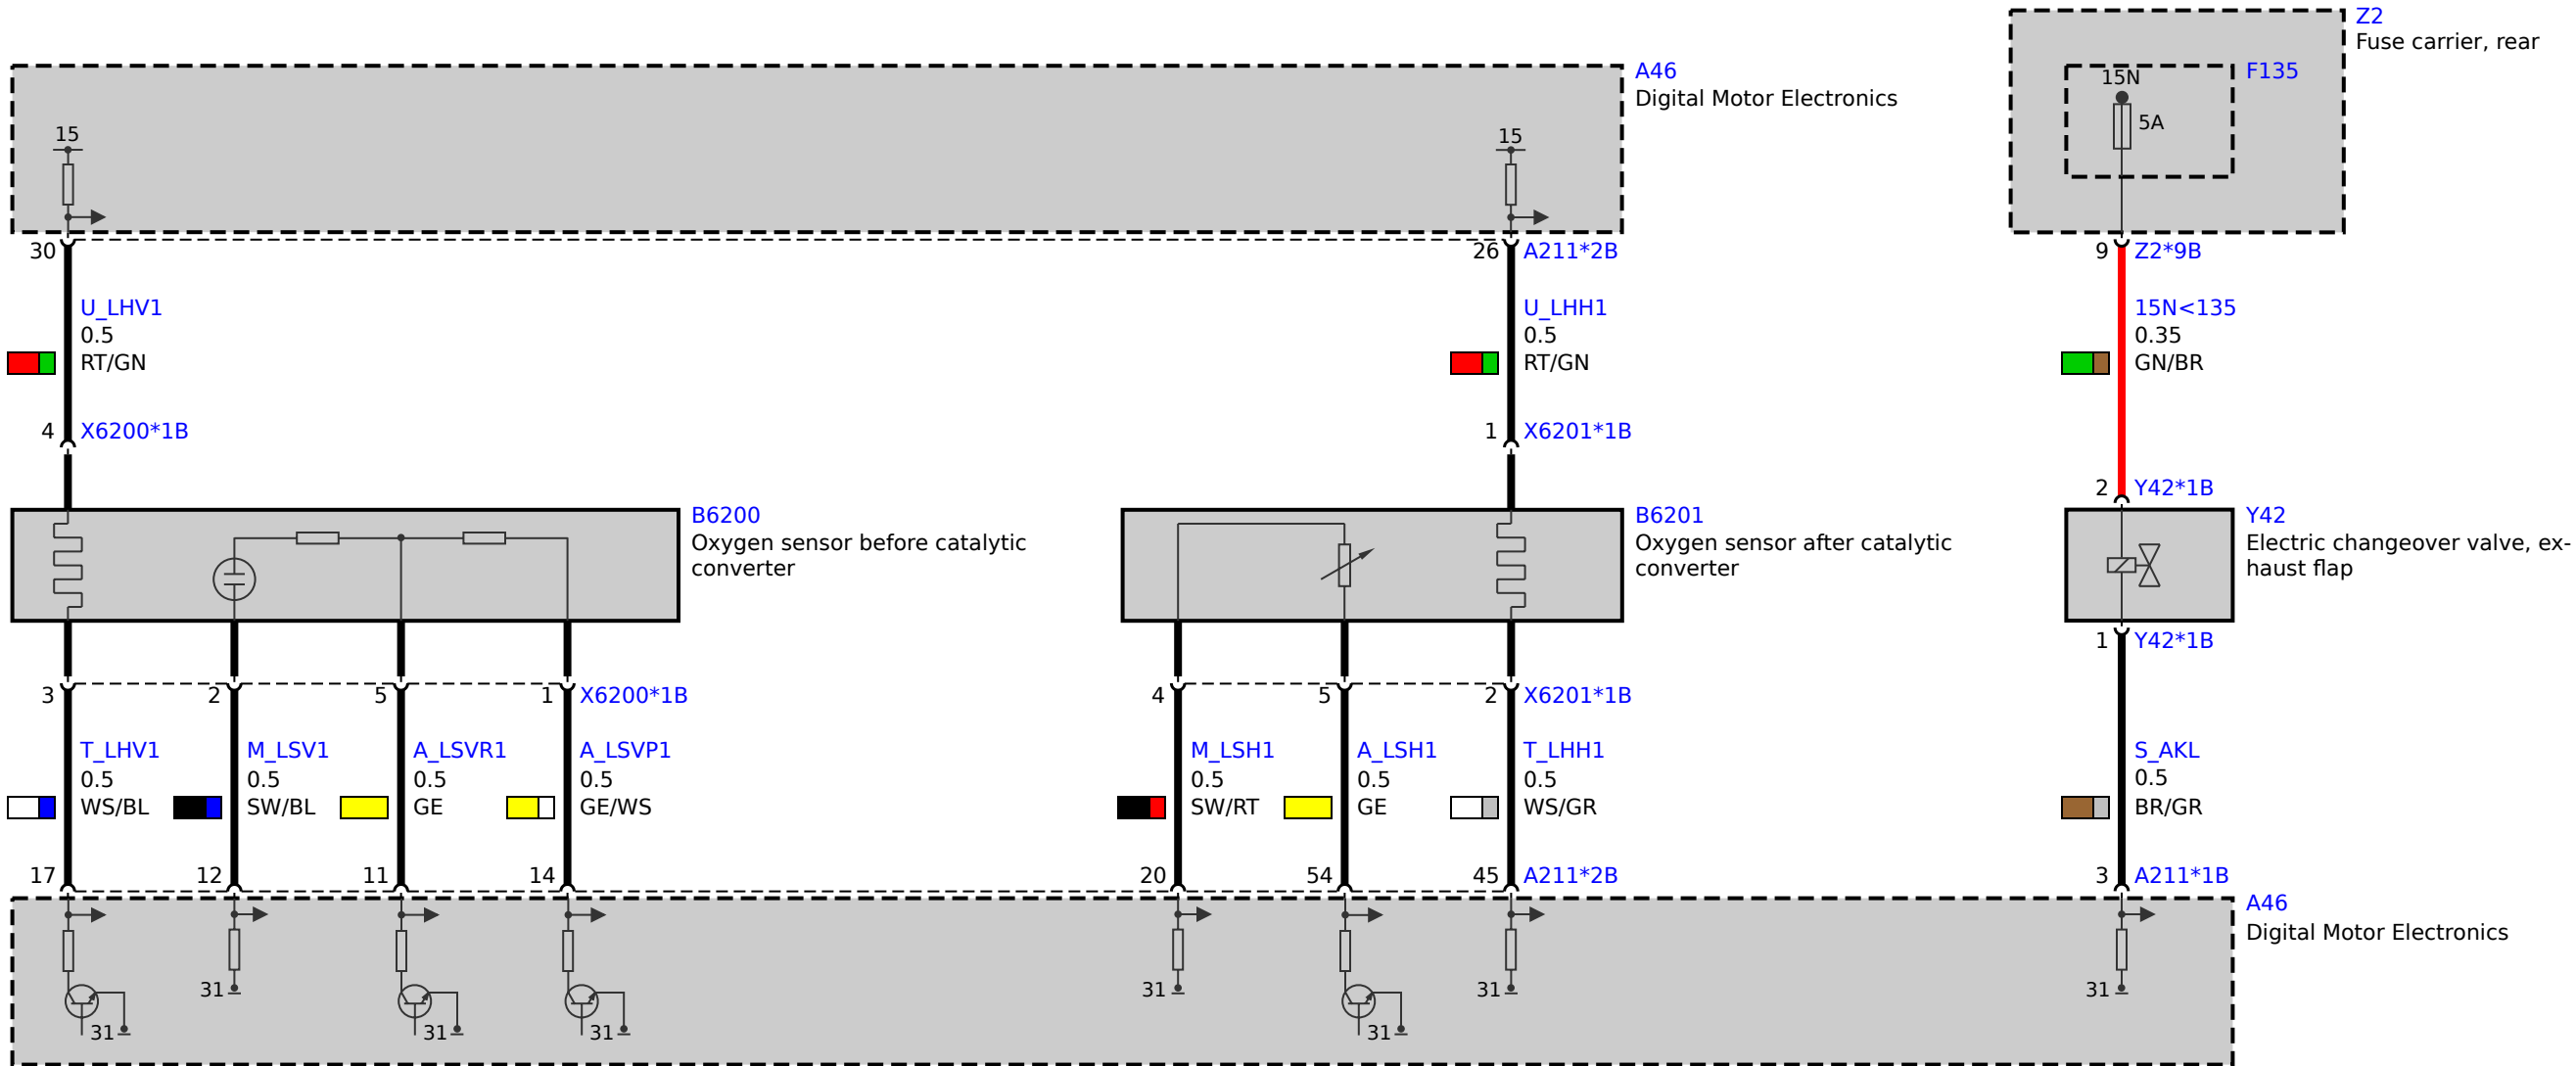 Z2
Fuse carrier, rear
A46
Digital Motor Electronics
F135
15N
5A
15
15
30
26
A211*2B
9
Z2*9B
U_LHV1
0.5
RT/GN
U_LHH1
0.5
RT/GN
15N<135
0.35
GN/BR
4
X6200*1B
1
X6201*1B
2
Y42*1B
B6200
Oxygen sensor before catalytic
converter
B6201
Oxygen sensor after catalytic
converter
Y42
Electric changeover valve, ex-
haust flap
1
Y42*1B
3
2
5
1
X6200*1B
4
5
2
X6201*1B
T_LHV1
0.5
WS/BL
M_LSV1
0.5
SW/BL
A_LSVR1
0.5
GE
A_LSVP1
0.5
GE/WS
M_LSH1
0.5
SW/RT
A_LSH1
0.5
GE
T_LHH1
0.5
WS/GR
S_AKL
0.5
BR/GR
17
12
11
14
20
54
45
A211*2B
3
A211*1B
A46
Digital Motor Electronics
31
31
31
31
31
31
31
31